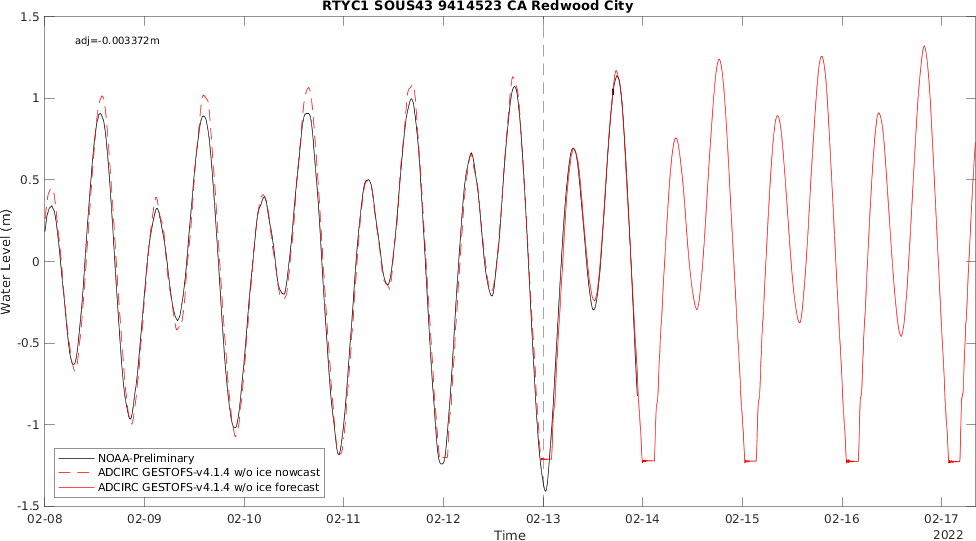 RTYC1 SOUS43 9414523 CA Redwood City
adj=-0.003372m
1.5
1
0.5
0
-0.5
-1
-1.5
Water Level (m)
NOAA-Preliminary
ADCIRC GESTOFS-v4.1.4 w/o ice nowcast
ADCIRC GESTOFS-v4.1.4 w/o ice forecast
02-08 02-09 02-10 02-11 02-12 02-13 02-14 02-15 02-16 02-17
Time
2022